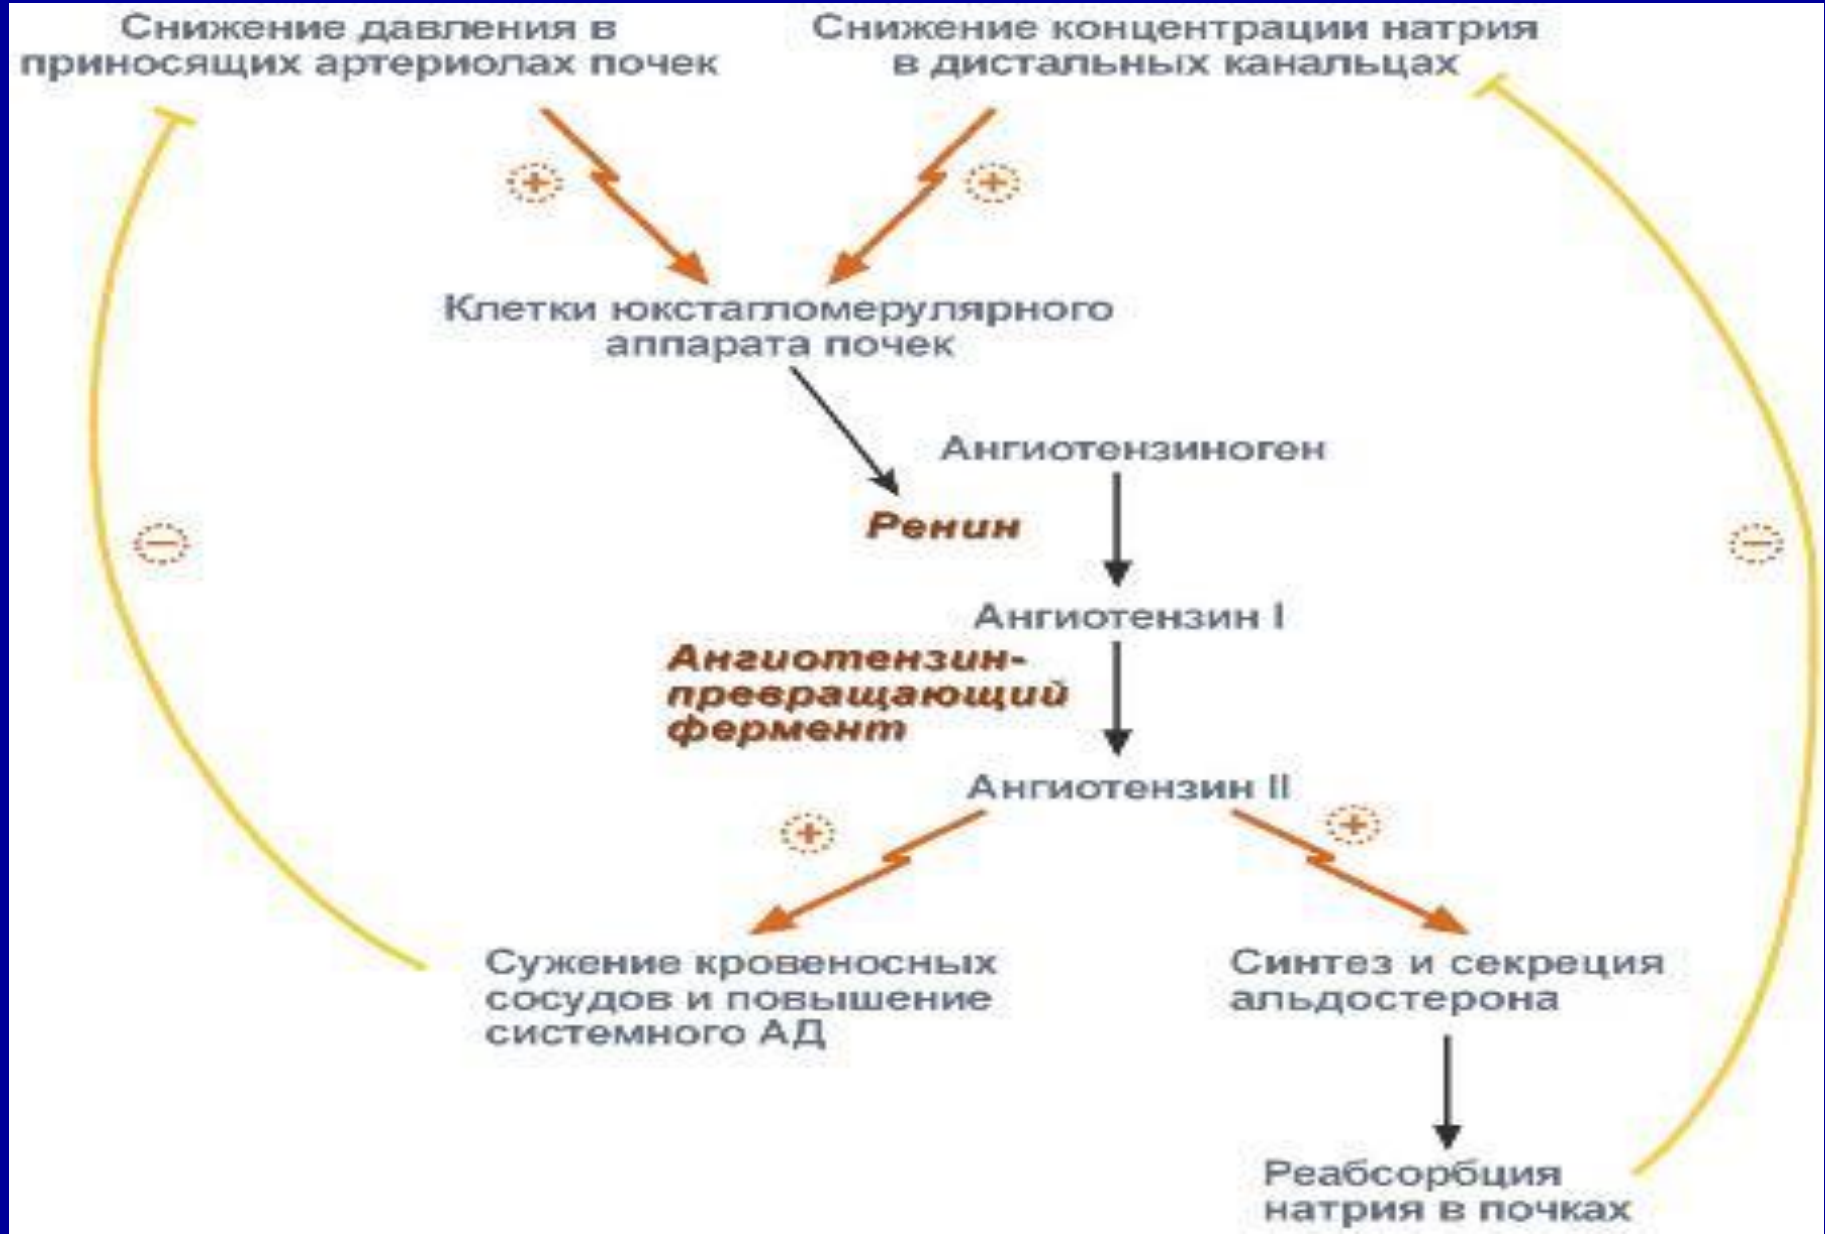 Снижение давления в
приносящих артериолах почек
Снижение концентрации натрия
в дистальных канальцах
+
+
Клетки юкстагломерулярного
аппарата почек
Ангиотензиноген
Ренин
−
−
Ангиотензин I
Ангиотензин-
превращающий
фермент
Ангиотензин II
+
+
Сужение кровеносных
сосудов и повышение
системного АД
Синтез и секреция
альдостерона
Реабсорбция
натрия в почках